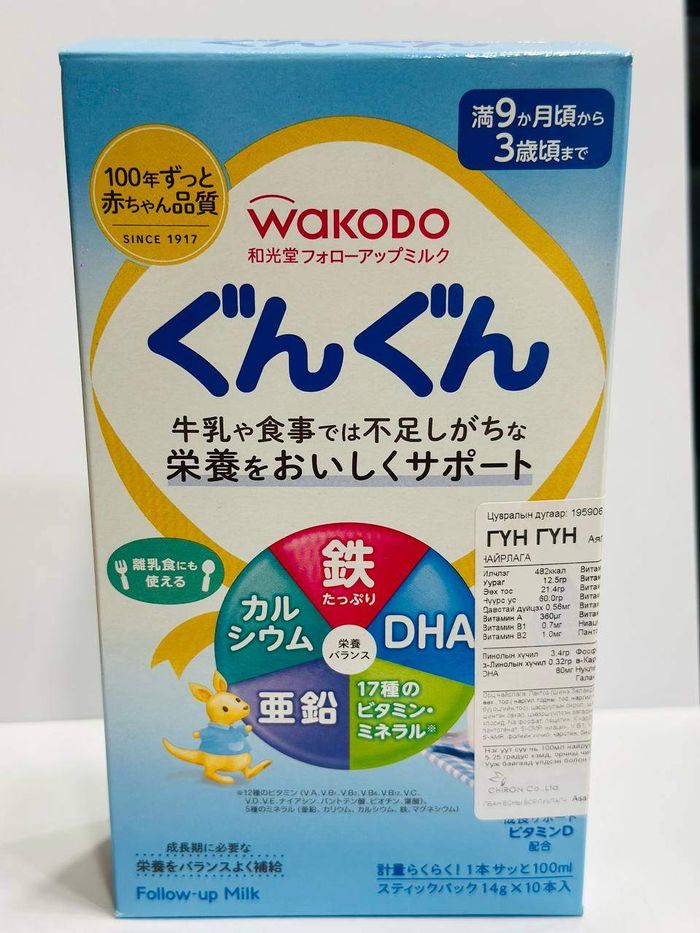 満9か月頃から
3歳頃まで
100年ずっと
赤ちゃん品質
SINCE 1917
wakodo
和光堂フォローアップミルク
ぐんぐん
牛乳や食事では不足しがちな
栄養をおいしくサポート
離乳食にも
使える
鉄
たっぷり
カル
シウム
DHA
栄養
バランス
亜鉛
17種の
ビタミン・
ミネラル※
※12種のビタミン(V.A、V.B1、V.B2、V.B6、V.B12、V.C、
V.D、V.E、ナイアシン、パントテン酸、ビオチン、葉酸)、
5種のミネラル(亜鉛、カリウム、カルシウム、鉄、マグネシウム)
Цувралын дугаар: 195906
ГҮН ГҮН
НАЙРЛАГА
Илчлэг 482ккал
Уураг 12.5гр
Өөх тос 21.4гр
Нүүрс ус 60.0гр
Давстай дүйцэх 0.56мг
Витамин А 360μг
Витамин В1 0.7мг
Витамин В2 1.0мг
Линолын хүчил 3.4гр
а-Линолын хүчил 0.32гр
DHA 80мг
CHIRON Co.,Ltd
成長サポート
ビタミンD
配合
成長期に必要な
栄養をバランスよく補給
Follow-up Milk
計量らくらく!1本サッと100ml
スティックパック 14g×10本入